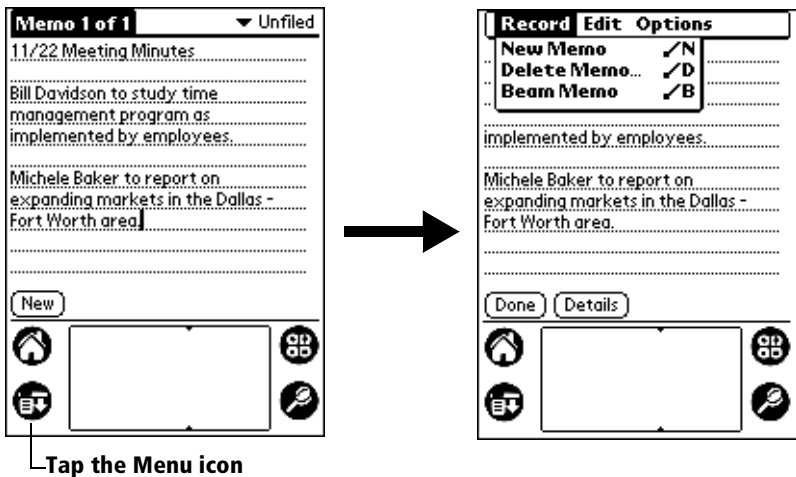 Memo 1 of 1 Unfiled
11/22 Meeting Minutes
Bill Davidson to study time
management program as
implemented by employees.
Michele Baker to report on
expanding markets in the Dallas -
Fort Worth area.
New
Tap the Menu icon
Record Edit Options
New Memo /N
Delete Memo... /D
Beam Memo /B
implemented by employees.
Michele Baker to report on
expanding markets in the Dallas -
Fort Worth area.
Done Details